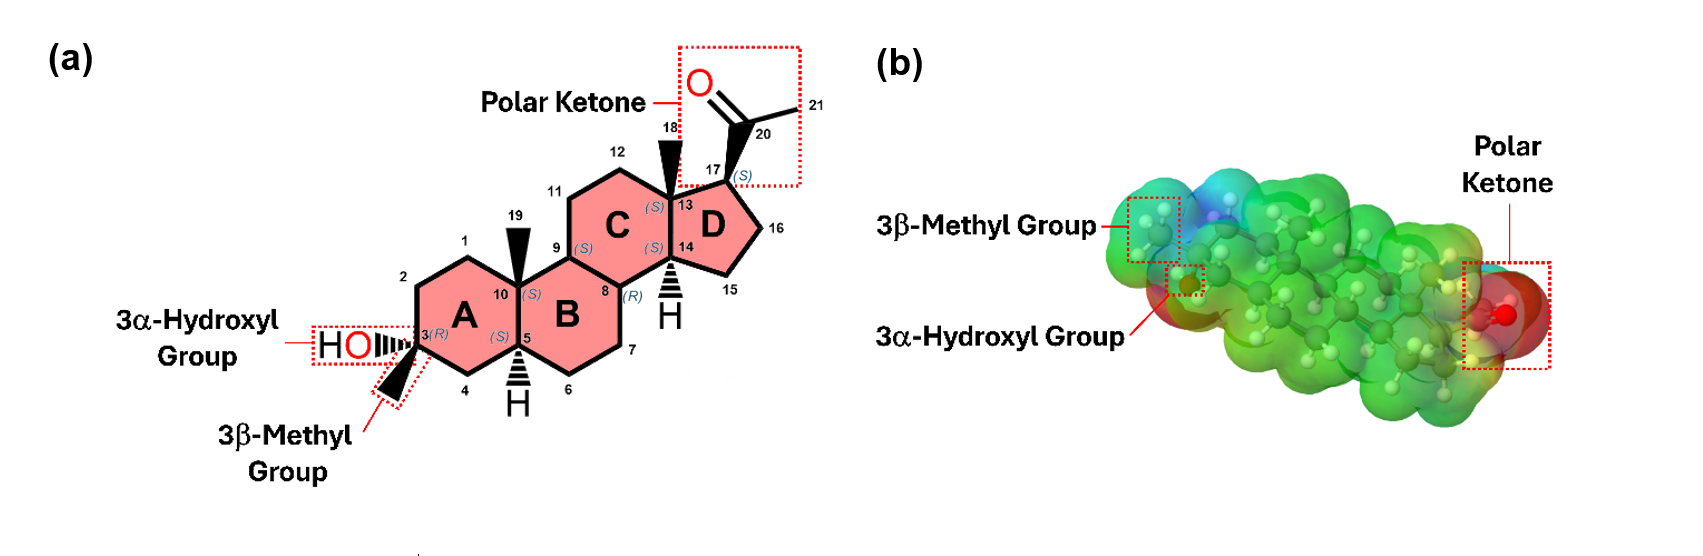 (a)
Polar Ketone
O
21
20
18
17
(S)
12
11
19
C
(S)
13
D
16
1
9
(S)
(S)
14
2
10
(S)
8
(R)
15
H
A
B
3α-Hydroxyl
Group
HO
3
(R)
(S)
5
7
4
6
H
3β-Methyl
Group
(b)
Polar
Ketone
3β-Methyl Group
3α-Hydroxyl Group